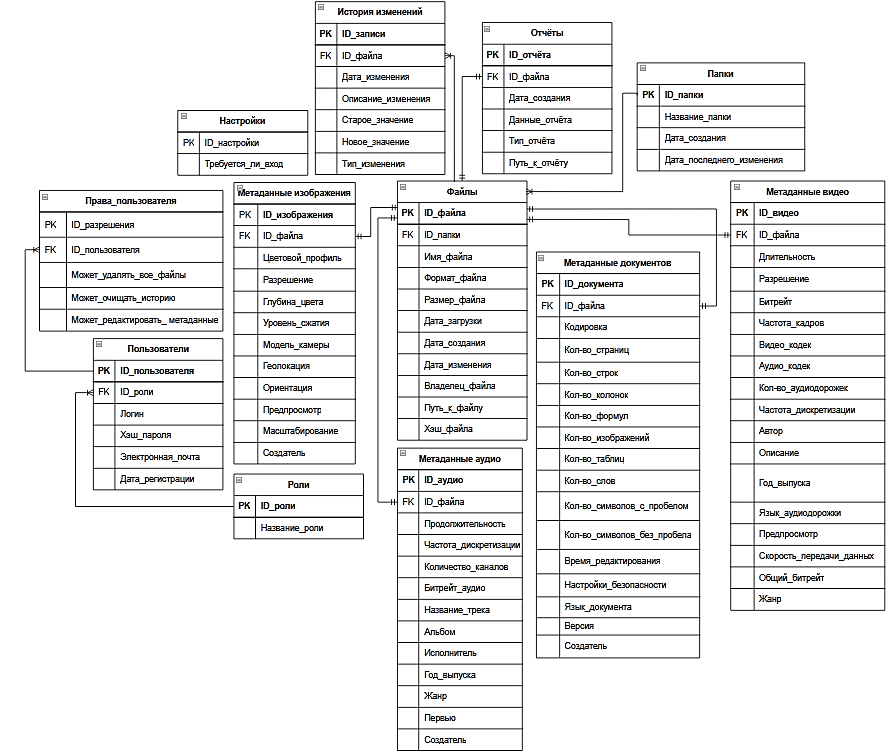 История изменений
PK ID_записи
FK ID_файла
Дата_изменения
Описание_изменения
Старое_значение
Новое_значение
Тип_изменения
Отчёты
PK ID_отчёта
FK ID_файла
Дата_создания
Данные_отчёта
Тип_отчёта
Путь_к_отчёту
Папки
PK ID_папки
Название_папки
Дата_создания
Дата_последнего_изменения
Настройки
PK ID_настройки
Требуется_ли_вход
Права_пользователя
PK ID_разрешения
FK ID_пользователя
Может_удалять_все_файлы
Может_очищать_историю
Может_редактировать_ метаданные
Метаданные изображения
PK ID_изображения
FK ID_файла
Цветовой_профиль
Разрешение
Глубина_цвета
Уровень_сжатия
Модель_камеры
Геолокация
Ориентация
Предпросмотр
Масштабирование
Создатель
Файлы
PK ID_файла
FK ID_папки
Имя_файла
Формат_файла
Размер_файла
Дата_загрузки
Дата_создания
Дата_изменения
Владелец_файла
Путь_к_файлу
Хэш_файла
Метаданные видео
PK ID_видео
FK ID_файла
Длительность
Разрешение
Битрейт
Частота_кадров
Видео_кодек
Аудио_кодек
Кол-во_аудиодорожек
Частота_дискретизации
Автор
Описание
Год_выпуска
Язык_аудиодорожки
Предпросмотр
Скорость_передачи_данных
Общий_битрейт
Жанр
Метаданные документов
PK ID_документа
FK ID_файла
Кодировка
Кол-во_страниц
Кол-во_строк
Кол-во_колонок
Кол-во_формул
Кол-во_изображений
Кол-во_таблиц
Кол-во_слов
Кол-во_символов_с_пробелом
Кол-во_символов_без_пробела
Время_редактирования
Настройки_безопасности
Язык_документа
Версия
Создатель
Пользователи
PK ID_пользователя
FK ID_роли
Логин
Хэш_пароля
Электронная_почта
Дата_регистрации
Роли
PK ID_роли
Название_роли
Метаданные аудио
PK ID_аудио
FK ID_файла
Продолжительность
Частота_дискретизации
Количество_каналов
Битрейт_аудио
Название_трека
Альбом
Исполнитель
Год_выпуска
Жанр
Первью
Создатель